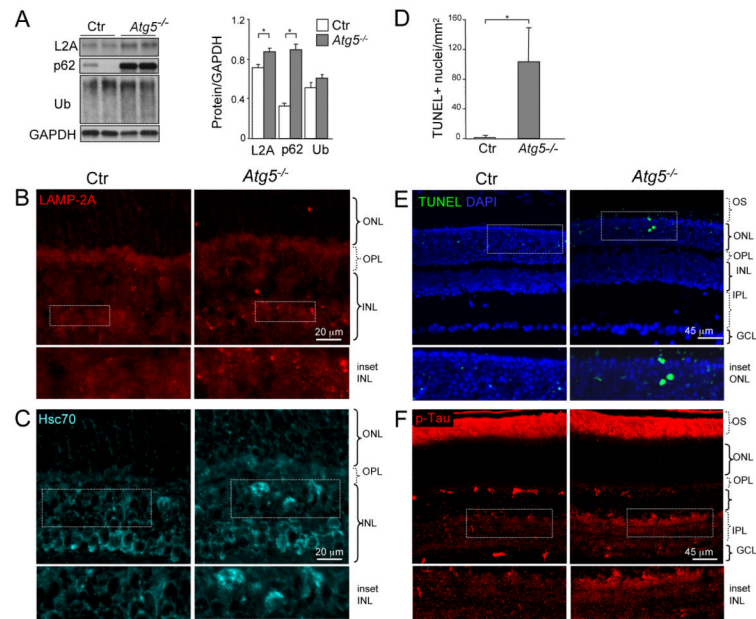 A
Ctr
Atg5-/-
L2A
p62
Ub
GAPDH
Protein/GAPDH
1.2
0.8
0.4
0
*
*
Ctr
Atg5-/-
L2A
p62
Ub
D
TUNEL+ nuclei/mm²
160
120
80
40
0
*
Ctr
Atg5-/-
Ctr
Atg5-/-
B
LAMP-2A
ONL
OPL
INL
20 µm
inset
INL
C
Hsc70
ONL
OPL
INL
20 µm
inset
INL
Ctr
Atg5-/-
E
TUNEL DAPI
OS
ONL
OPL
INL
IPL
GCL
45 µm
inset
ONL
F
p-Tau
OS
ONL
OPL
IPL
GCL
45 µm
inset
INL